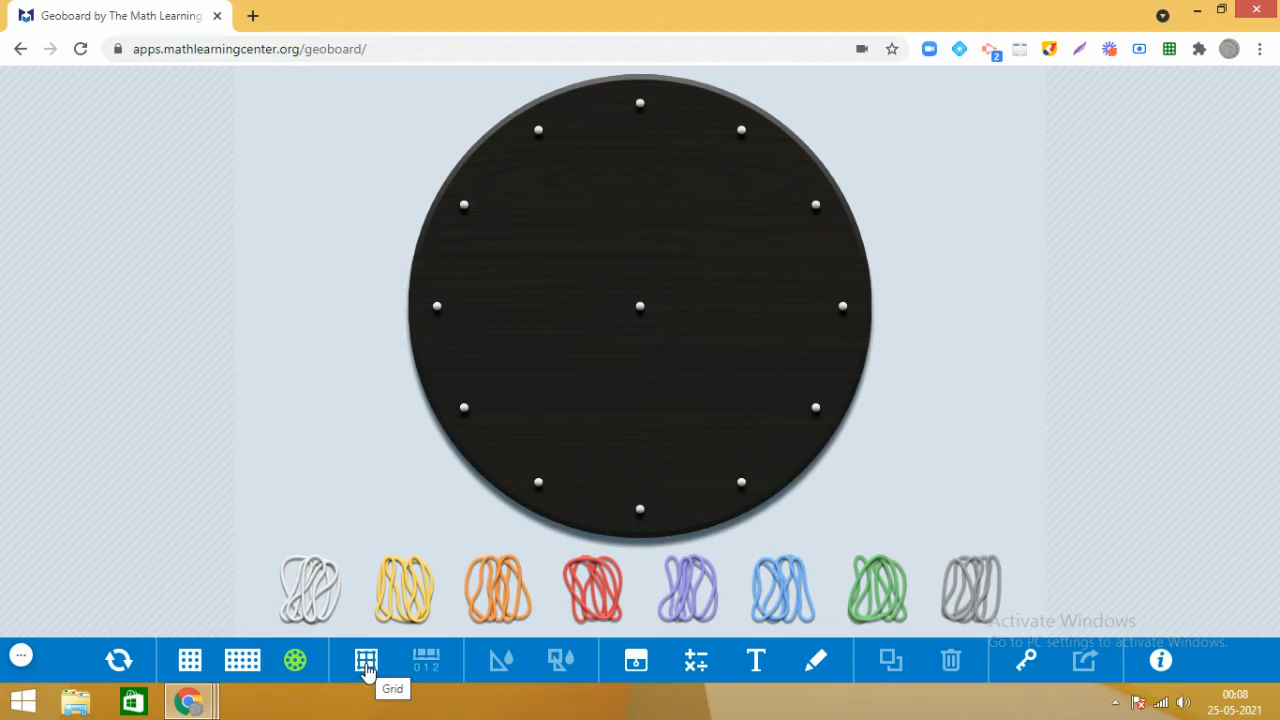 Geoboard by The Math Learning
apps.mathlearningcenter.org/geoboard/
2
0 1 2
T
Grid
Activate Windows
Go to PC settings to activate Windows.
00:08
25-05-2021